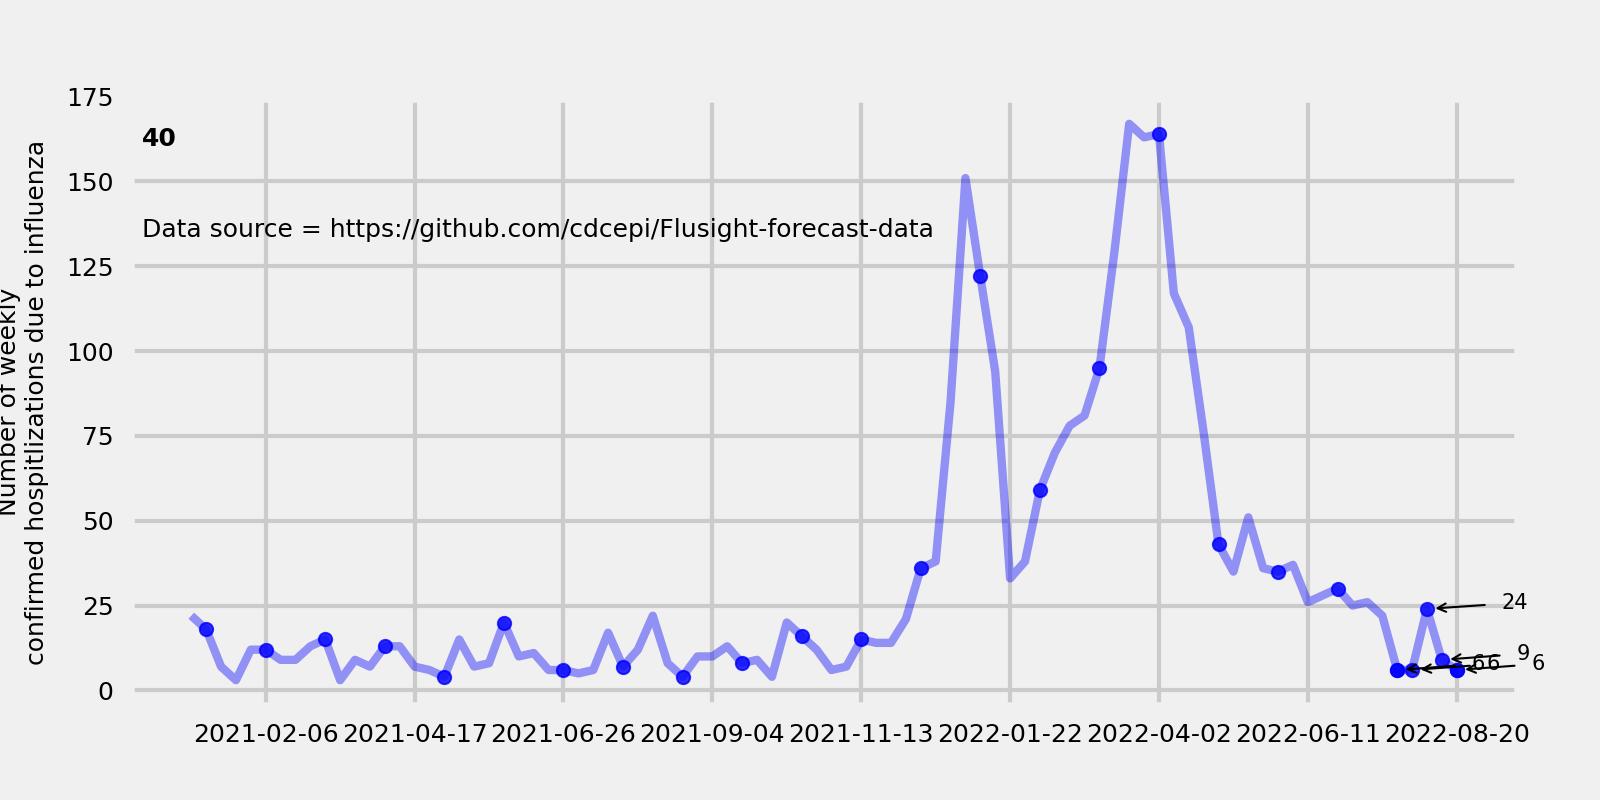 175
150
125
100
75
50
25
0
Number of weekly
confirmed hospitlizations due to influenza
40
Data source = https://github.com/cdcepi/Flusight-forecast-data
24
9
6 6 6
2021-02-06 2021-04-17 2021-06-26 2021-09-04 2021-11-13 2022-01-22 2022-04-02 2022-06-11 2022-08-20